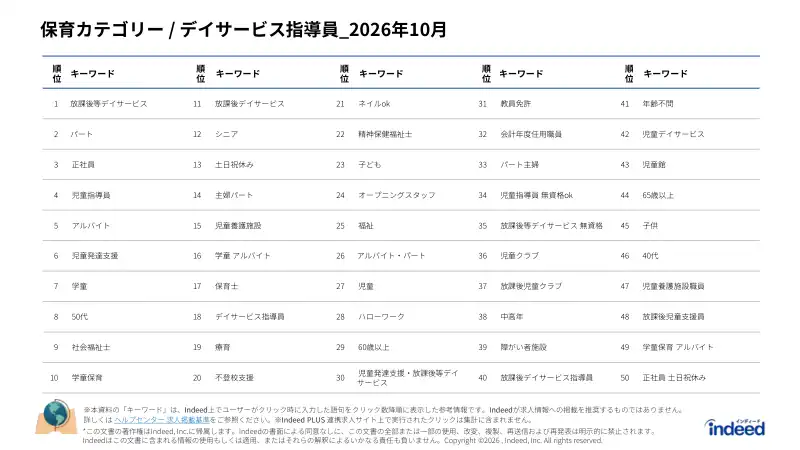 保育カテゴリー / デイサービス指導員_2026年10月
順位 キーワード 順位 キーワード 順位 キーワード 順位 キーワード 順位 キーワード
1 放課後等デイサービス 11 放課後デイサービス 21 ネイルok 31 教員免許 41 年齢不問
2 パート 12 シニア 22 精神保健福祉士 32 会計年度任用職員 42 児童デイサービス
3 正社員 13 土日祝休み 23 子ども 33 パート主婦 43 児童館
4 児童指導員 14 主婦パート 24 オープニングスタッフ 34 児童指導員 無資格ok 44 65歳以上
5 アルバイト 15 児童養護施設 25 福祉 35 放課後等デイサービス 無資格 45 子供
6 児童発達支援 16 学童 アルバイト 26 アルバイト・パート 36 児童クラブ 46 40代
7 学童 17 保育士 27 児童 37 放課後児童クラブ 47 児童養護施設職員
8 50代 18 デイサービス指導員 28 ハローワーク 38 中高年 48 放課後児童支援員
9 社会福祉士 19 療育 29 60歳以上 39 障がい者施設 49 学童保育 アルバイト
10 学童保育 20 不登校支援 30 児童発達支援・放課後等デイサービス 40 放課後デイサービス指導員 50 正社員 土日祝休み
※本資料の「キーワード」は、Indeed上でユーザーがクリック時に入力した語句をクリック数降順に表示した参考情報です。Indeedが求人情報への掲載を推奨するものではありません。
詳しくは ヘルプセンター 求人掲載基準をご参照ください。※Indeed PLUS 連携求人サイト上で実行されたクリックは集計に含まれません。
*この文書の著作権はIndeed, Inc.に帰属します。Indeedの書面による同意なしに、この文書の全部または一部の使用、改変、複製、再送信および再発表は明示的に禁止されます。
Indeedはこの文書に含まれる情報の使用もしくは適用、またはそれらの解釈によるいかなる責任も負いません。Copyright ©2026 , Indeed, Inc. All rights reserved.
インディード
indeed